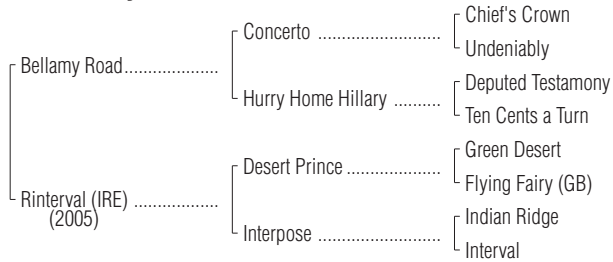 Chief's Crown
Concerto ......................
Undeniably
Bellamy Road...................
Deputed Testamony
Hurry Home Hillary ..........
Ten Cents a Turn
Green Desert
Desert Prince ...................
Flying Fairy (GB)
Rinterval (IRE) .................
(2005)
Indian Ridge
Interpose ........................
Interval